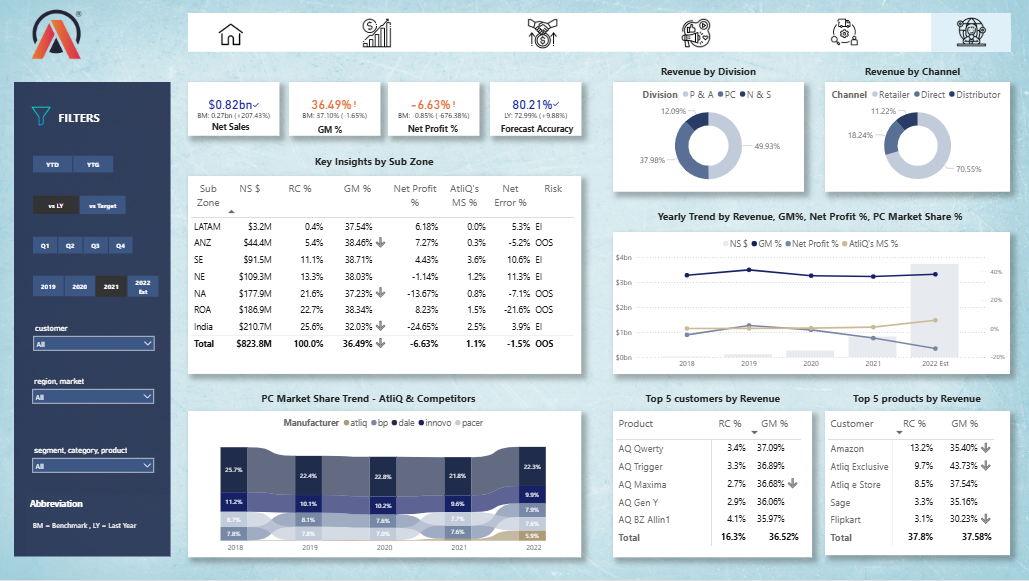 FILTERS
YTD YTG
vs LY vs Target
Q1 Q2 Q3 Q4
2019 2020 2021 2022 Est
customer
All
region, market
All
segment, category, product
All
Abbreviation
BM = Benchmark , LY = Last Year
$0.82bn✓
BM: 0.27bn (+207.43%)
Net Sales
36.49%!
BM: 37.10% (-1.65%)
GM %
-6.63%!
BM: 0.85% (-676.38%)
Net Profit %
80.21%✓
LY: 72.99% (+9.88%)
Forecast Accuracy
Revenue by Division
Division P & A PC N & S
12.09%
37.98%
49.93%
Revenue by Channel
Channel Retailer Direct Distributor
11.22%
18.24%
70.55%
Key Insights by Sub Zone
Sub Zone NS $ RC % GM % Net Profit % AtliQ's MS % Net Error % Risk
LATAM $3.2M 0.4% 37.54% 6.18% 0.0% 5.3% EI
ANZ $44.4M 5.4% 38.46% 7.27% 0.3% -5.2% OOS
SE $91.5M 11.1% 38.71% 4.43% 3.6% 10.6% EI
NE $109.3M 13.3% 38.03% -1.14% 1.2% 11.3% EI
NA $177.9M 21.6% 37.23% -13.67% 0.8% -7.1% OOS
ROA $186.9M 22.7% 38.34% 8.23% 1.5% -21.6% OOS
India $210.7M 25.6% 32.03% -24.65% 2.5% 3.9% EI
Total $823.8M 100.0% 36.49% -6.63% 1.1% -1.5% OOS
Yearly Trend by Revenue, GM%, Net Profit %, PC Market Share %
NS $ GM % Net Profit % AtliQ's MS %
$4bn
$3bn 40%
$2bn 20%
$1bn 0%
$0bn -20%
2018 2019 2020 2021 2022 Est
PC Market Share Trend - AtliQ & Competitors
Manufacturer atliq bp dale innovo pacer
25.7% 22.4% 22.8% 21.8% 22.3%
11.2% 10.1% 10.2% 9.6% 9.9%
8.7% 8.1% 7.6% 7.7% 7.9%
7.8% 7.8% 7.8% 7.6% 7.6%
5.9%
2018 2019 2020 2021 2022
Top 5 customers by Revenue
Product RC % GM %
AQ Qwerty 3.4% 37.09%
AQ Trigger 3.3% 36.89%
AQ Maxima 2.7% 36.68%
AQ Gen Y 2.9% 36.06%
AQ BZ Allin1 4.1% 35.97%
Total 16.3% 36.52%
Top 5 products by Revenue
Customer RC % GM %
Amazon 13.2% 35.40%
Atliq Exclusive 9.7% 43.73%
Atliq e Store 8.5% 37.54%
Sage 3.3% 35.16%
Flipkart 3.1% 30.23%
Total 37.8% 37.58%